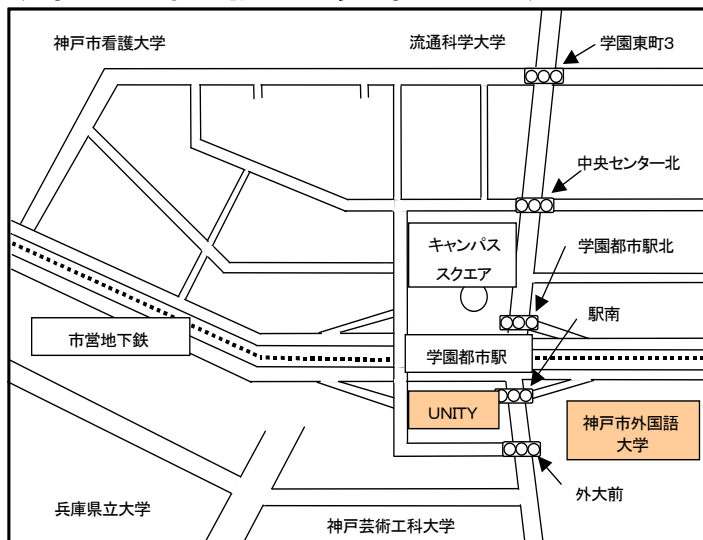 神戸市看護大学
流通科学大学
学園東町3
中央センター北
キャンパス
スクエア
学園都市駅北
駅南
市営地下鉄
学園都市駅
UNITY
神戸市外国語
大学
外大前
兵庫県立大学
神戸芸術工科大学